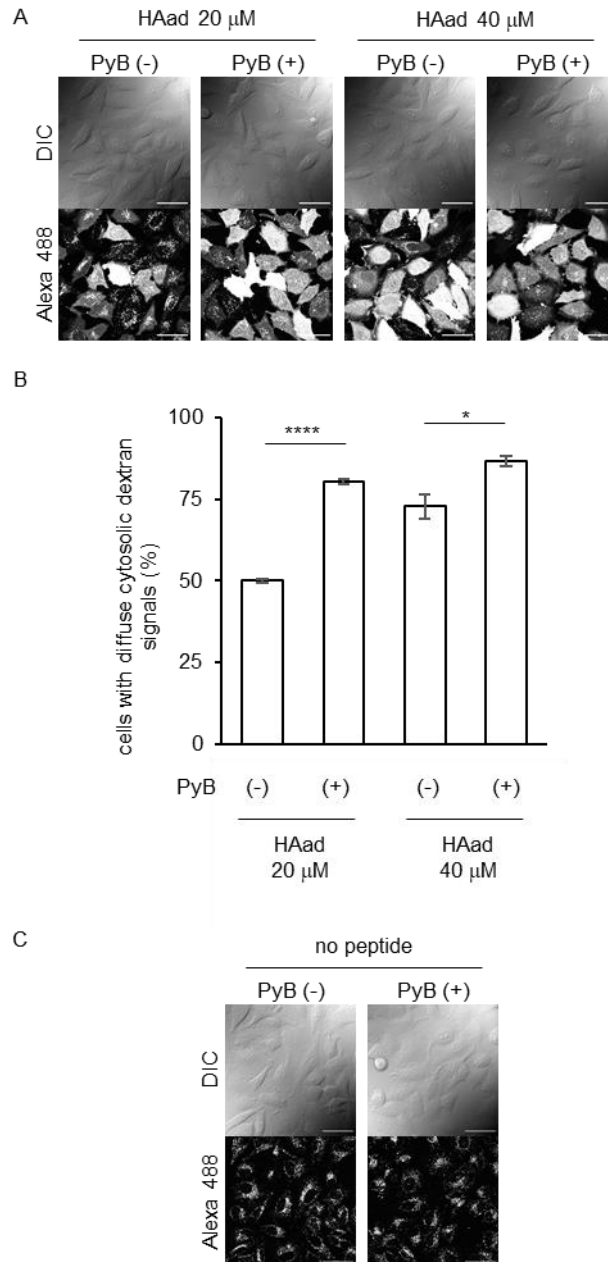 A
HAad 20 μM
HAad 40 μM
PyB (-)
PyB (+)
PyB (-)
PyB (+)
DIC
Alexa 488
B
cells with diffuse cytosolic dextran
signals (%)
100
75
50
25
0
****
*
PyB
(-)
(+)
(-)
(+)
HAad
20 μM
HAad
40 μM
C
no peptide
PyB (-)
PyB (+)
DIC
Alexa 488